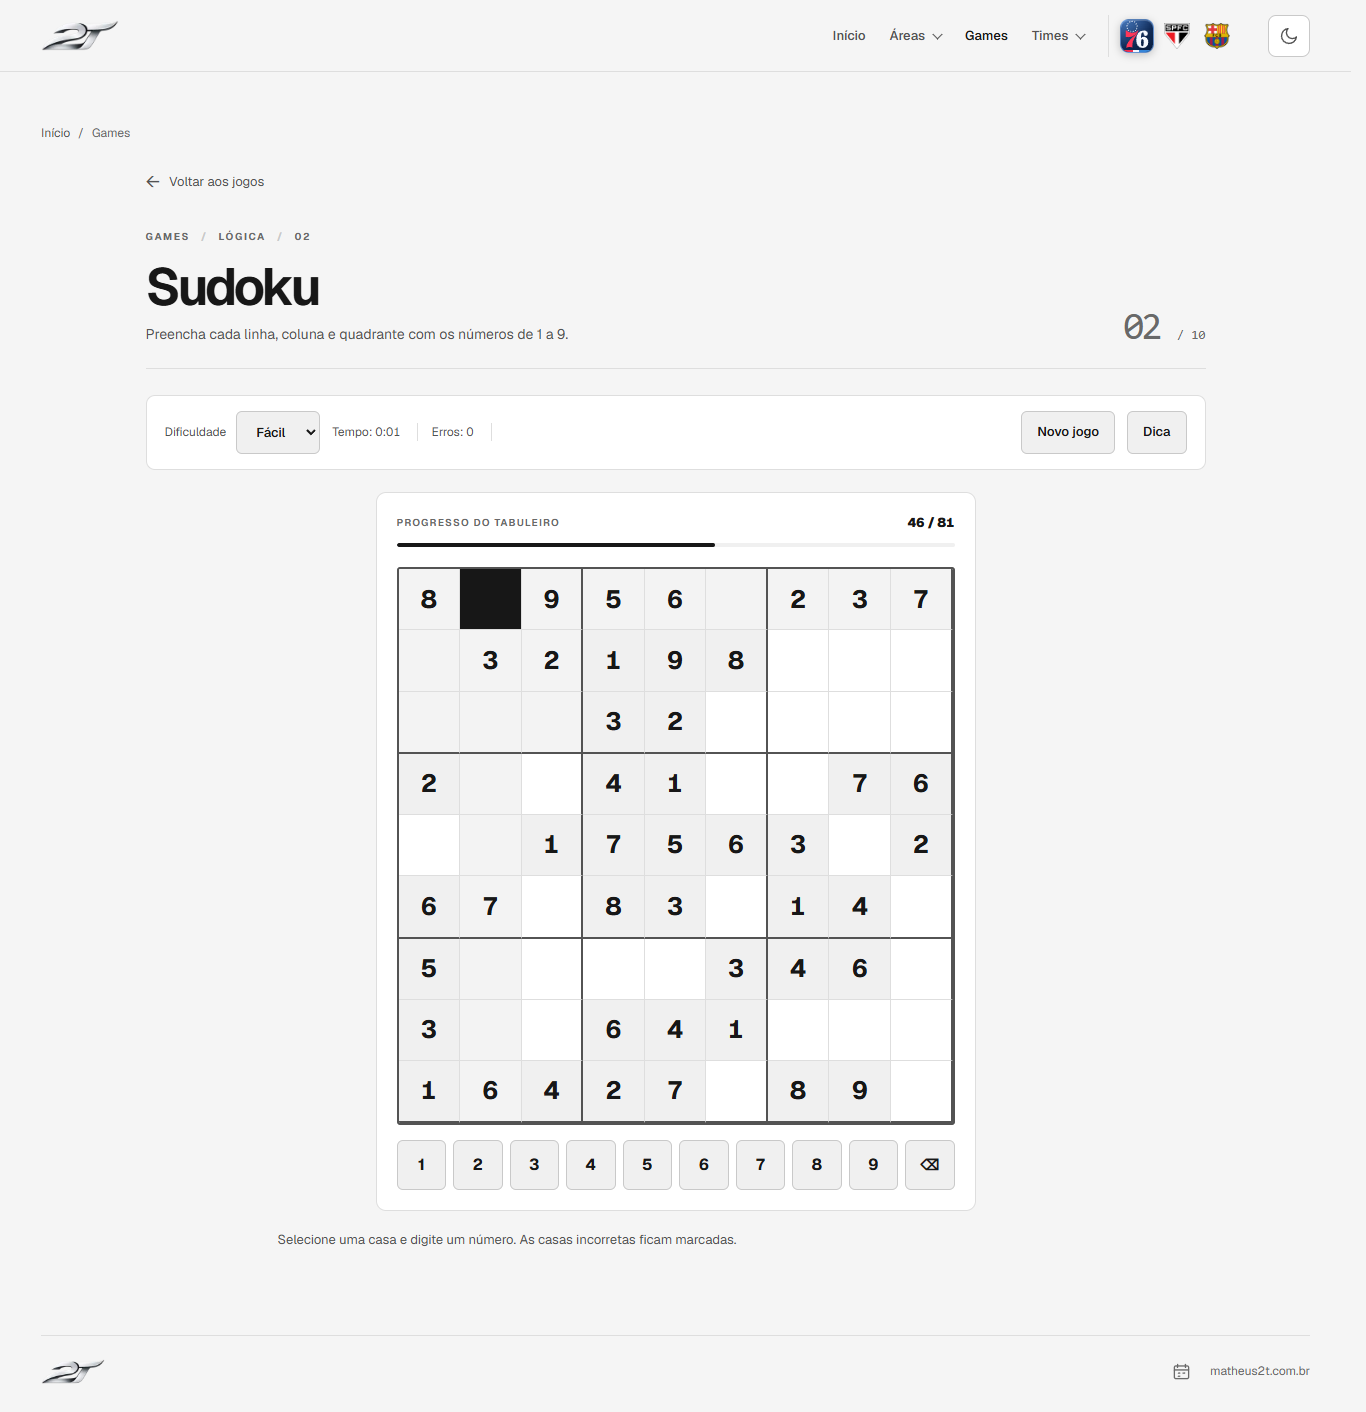 2T
Início Áreas Games Times 76 SPFC
Início / Games
← Voltar aos jogos
GAMES / LÓGICA / 02
Sudoku
Preencha cada linha, coluna e quadrante com os números de 1 a 9.
02 / 10
Dificuldade Fácil Tempo: 0:01 Erros: 0 Novo jogo Dica
PROGRESSO DO TABULEIRO 46 / 81
8 9 5 6 2 3 7
3 2 1 9 8
3 2
2 4 1 7 6
1 7 5 6 3 2
6 7 8 3 1 4
5 3 4 6
3 6 4 1
1 6 4 2 7 8 9
1 2 3 4 5 6 7 8 9 ⌫
Selecione uma casa e digite um número. As casas incorretas ficam marcadas.
2T
matheus2t.com.br